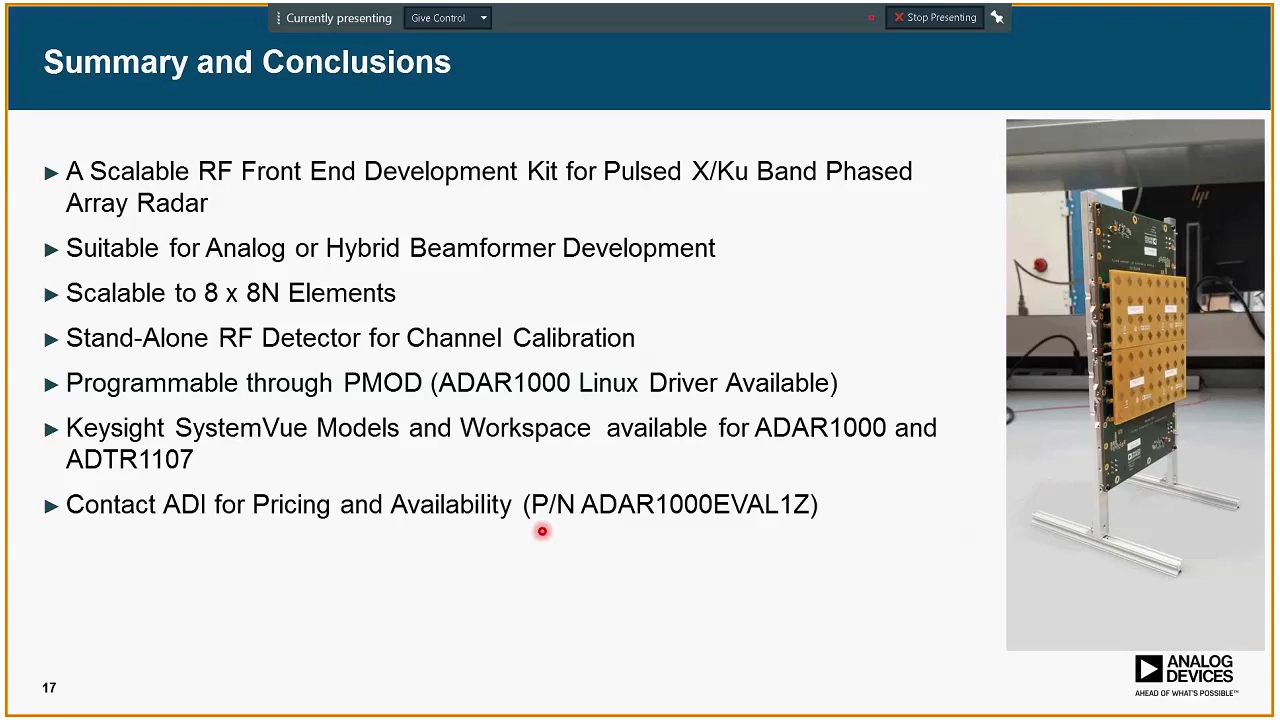 Currently presenting
Give Control
Stop Presenting
Summary and Conclusions
A Scalable RF Front End Development Kit for Pulsed X/Ku Band Phased
Array Radar
Suitable for Analog or Hybrid Beamformer Development
Scalable to 8 x 8N Elements
Stand-Alone RF Detector for Channel Calibration
Programmable through PMOD (ADAR1000 Linux Driver Available)
Keysight SystemVue Models and Workspace available for ADAR1000 and
ADTR1107
Contact ADI for Pricing and Availability (P/N ADAR1000EVAL1Z)
hp
17
ANALOG
DEVICES
AHEAD OF WHAT'S POSSIBLE™